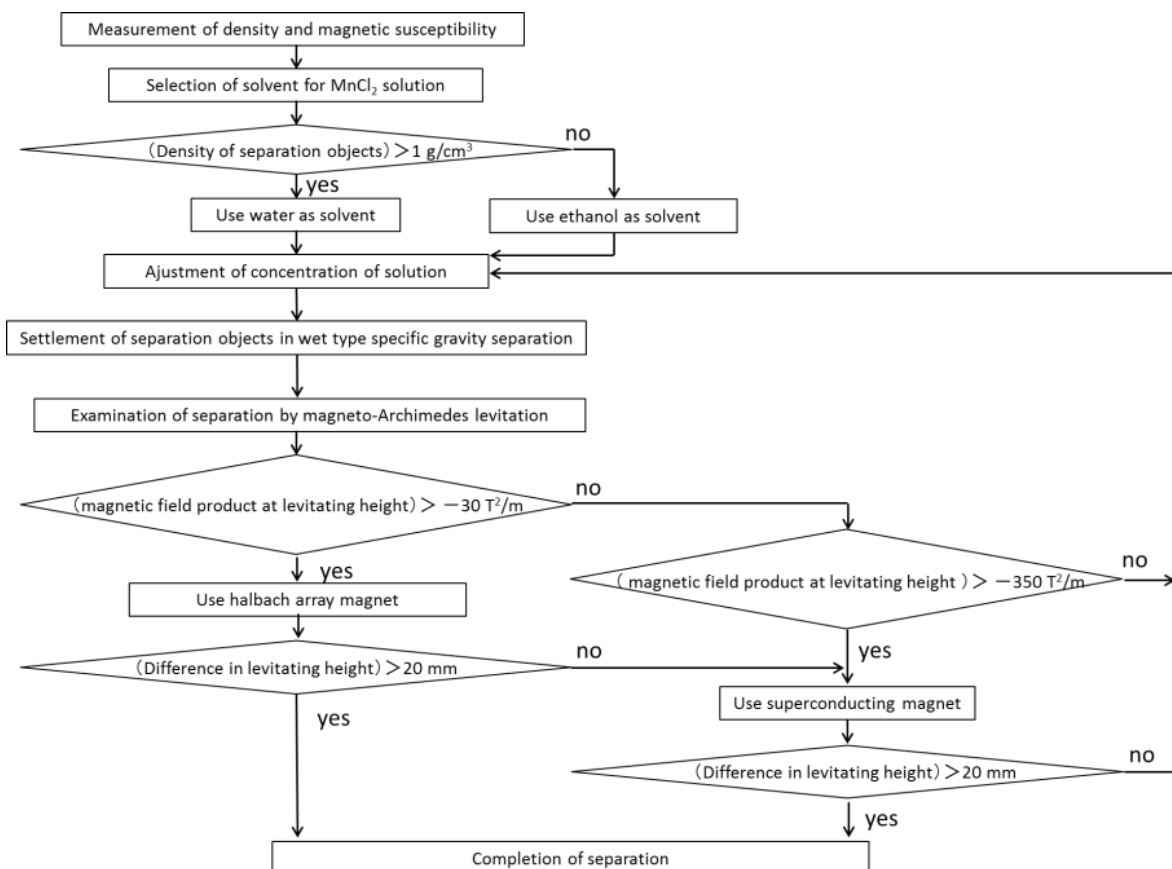 Measurement of density and magnetic susceptibility
Selection of solvent for MnCl₂ solution
(Density of separation objects)＞1 g/cm³
no
yes
Use water as solvent
Use ethanol as solvent
Ajustment of concentration of solution
Settlement of separation objects in wet type specific gravity separation
Examination of separation by magneto-Archimedes levitation
(magnetic field product at levitating height)＞ －30 T²/m
no
yes
(magnetic field product at levitating height )＞ －350 T²/m
no
Use halbach array magnet
yes
(Difference in levitating height)＞20 mm
no
yes
Use superconducting magnet
(Difference in levitating height)＞20 mm
no
yes
Completion of separation